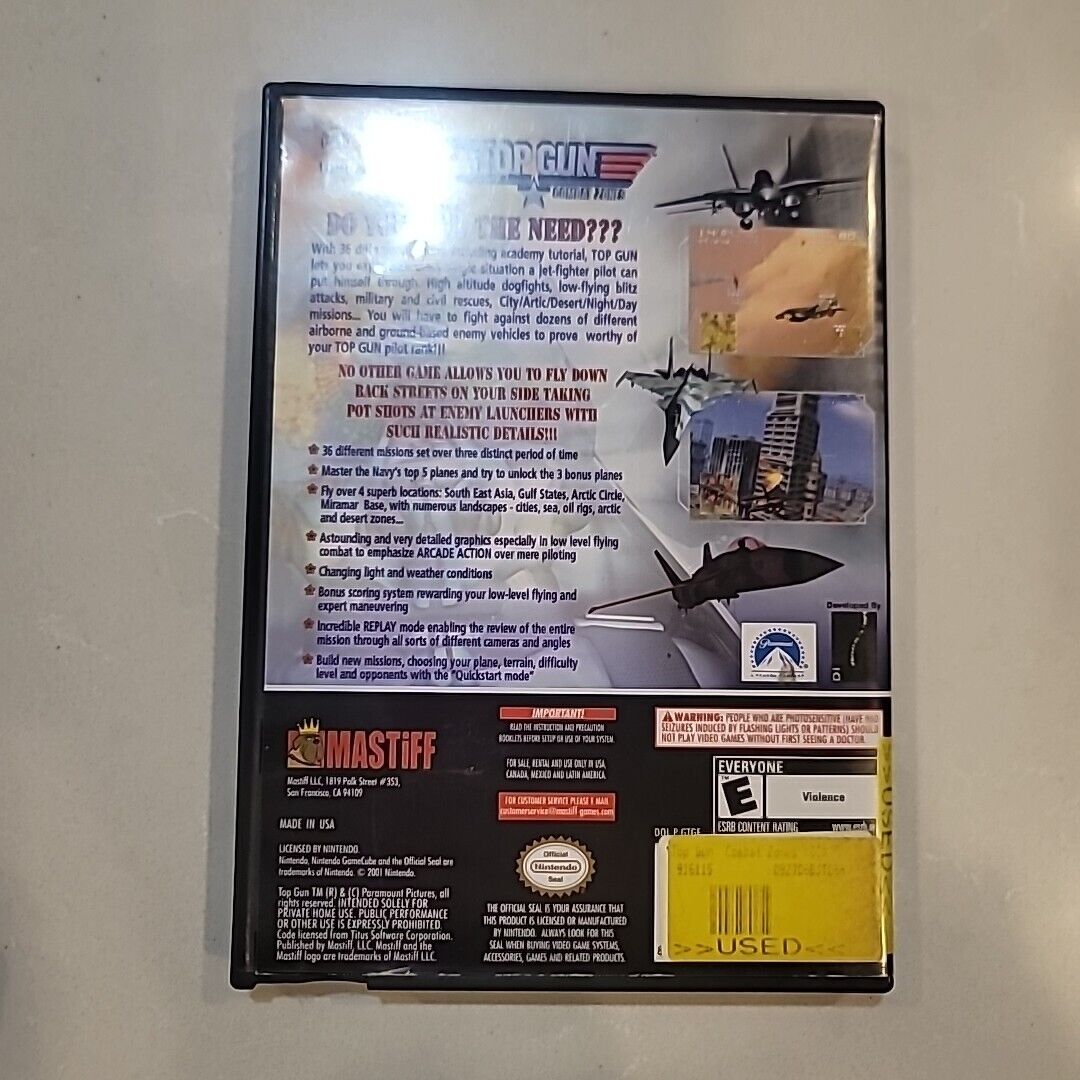 TOP GUN
COMBAT ZONES
DO YOU THE NEED???
With 36 academy tutorial, TOP GUN
lets you situation a jet-fighter pilot can
put himself through. High altitude dogfights, low-flying blitz
attacks, military and civil rescues, City/Artic/Desert/Night/Day
missions... You will have to fight against dozens of different
airborne and ground-based enemy vehicles to prove worthy of
your TOP GUN pilot rank!!!
NO OTHER GAME ALLOWS YOU TO FLY DOWN
BACK STREETS ON YOUR SIDE TAKING
POT SHOTS AT ENEMY LAUNCHERS WITH
SUCH REALISTIC DETAILS!!!
36 different missions set over three distinct period of time
Master the Navy's top 5 planes and try to unlock the 3 bonus planes
Fly over 4 superb locations: South East Asia, Gulf States, Arctic Circle,
Miramar Base, with numerous landscapes - cities, sea, oil rigs, arctic
and desert zones...
Astounding and very detailed graphics especially in low level flying
combat to emphasize ARCADE ACTION over mere piloting
Changing light and weather conditions
Bonus scoring system rewarding your low-level flying and
expert maneuvering
Incredible REPLAY mode enabling the review of the entire
mission through all sorts of different cameras and angles
Build new missions, choosing your plane, terrain, difficulty
level and opponents with the "Quickstart mode"
Developed By
Paramount
MASTiFF
Mastiff LLC, 1819 Polk Street #353,
San Francisco, CA 94109
MADE IN USA
LICENSED BY NINTENDO.
Nintendo, Nintendo GameCube and the Official Seal are
trademarks of Nintendo. © 2001 Nintendo.
Top Gun TM (R) & (C) Paramount Pictures, all
rights reserved. INTENDED SOLELY FOR
PRIVATE HOME USE. PUBLIC PERFORMANCE
OR OTHER USE IS EXPRESSLY PROHIBITED.
Code licensed from Titus Software Corporation.
Published by Mastiff, LLC. Mastiff and the
Mastiff logo are trademarks of Mastiff LLC.
IMPORTANT!
READ THE INSTRUCTION AND PRECAUTION
BOOKLETS BEFORE SETUP OR USE OF YOUR SYSTEM.
FOR SALE, RENTAL AND USE ONLY IN USA,
CANADA, MEXICO AND LATIN AMERICA.
FOR CUSTOMER SERVICE PLEASE E MAIL
customerservice@mastiff-games.com
Official
Nintendo
Seal
THE OFFICIAL SEAL IS YOUR ASSURANCE THAT
THIS PRODUCT IS LICENSED OR MANUFACTURED
BY NINTENDO. ALWAYS LOOK FOR THIS
SEAL WHEN BUYING VIDEO GAME SYSTEMS,
ACCESSORIES, GAMES AND RELATED PRODUCTS.
WARNING: PEOPLE WHO ARE PHOTOSENSITIVE (HAVE HAD
SEIZURES INDUCED BY FLASHING LIGHTS OR PATTERNS) SHOULD
NOT PLAY VIDEO GAMES WITHOUT FIRST SEEING A DOCTOR.
EVERYONE
E
Violence
ESRB CONTENT RATING
DOL P GTGE
Top Gun Combat Zones
916115
>>USED<<